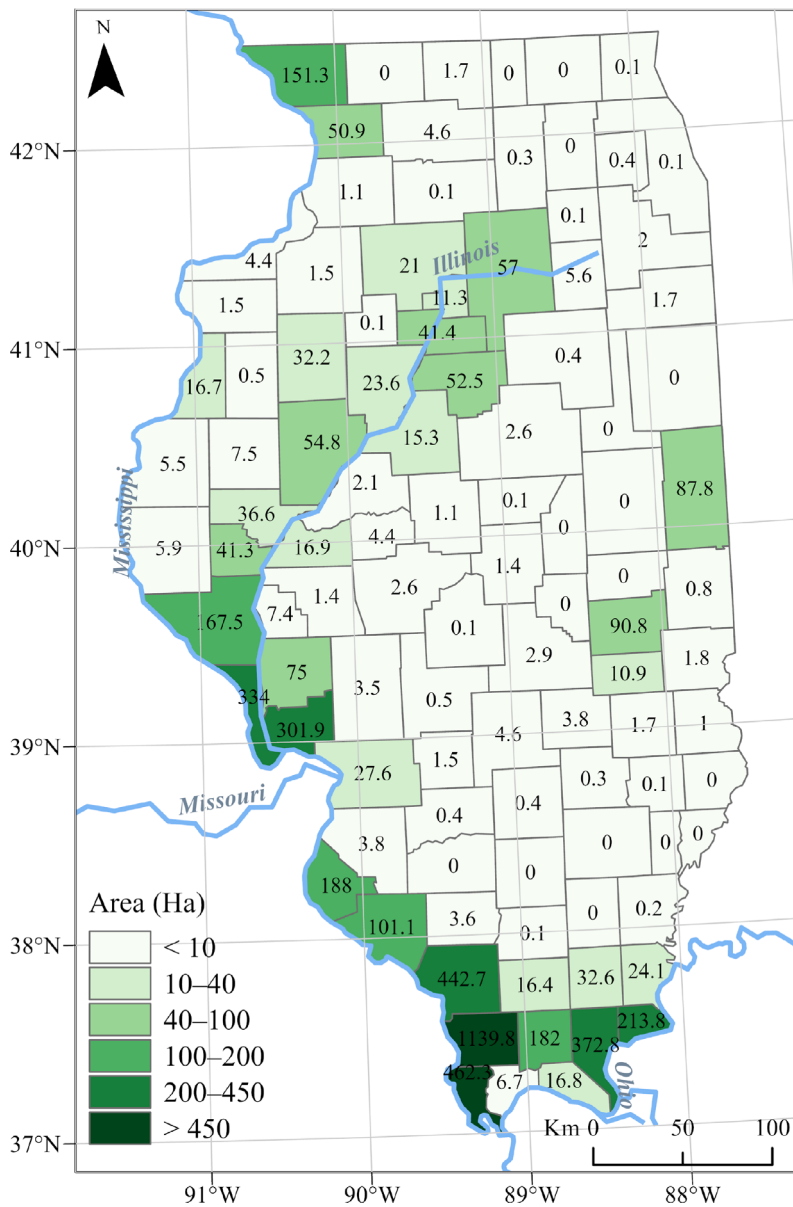 N
151.3 0 1.7 0 0 0.1
50.9 4.6 0.3 0 0.4 0.1
42°N
1.1 0.1 0.1 2
4.4 1.5 21 Illinois 57 5.6
1.5 11.3 1.7
0.1 41.4
41°N
16.7 0.5 32.2 23.6 52.5 0.4 0
5.5 7.5 54.8 15.3 2.6 0
87.8
Mississippi
36.6 2.1 1.1 0.1 0 0
5.9 41.3 16.9 4.4
40°N
1.4 0 0.8
167.5 7.4 1.4 2.6 0.1 0 90.8
334 75 3.5 0.5 2.9 10.9 1.8
301.9 4.6 3.8 1.7 1
39°N
27.6 1.5 0.3 0.1 0
Missouri
0.4 0.4
3.8 0 0 0 0 0
188
Area (Ha)
101.1 3.6 0.1 0 0.2
38°N
< 10
442.7 16.4 32.6 24.1
10–40
40–100
1139.8 182 372.8 213.8
100–200
462.3 6.7 16.8 Ohio
200–450
> 450
Km 0 50 100
37°N
91°W 90°W 89°W 88°W